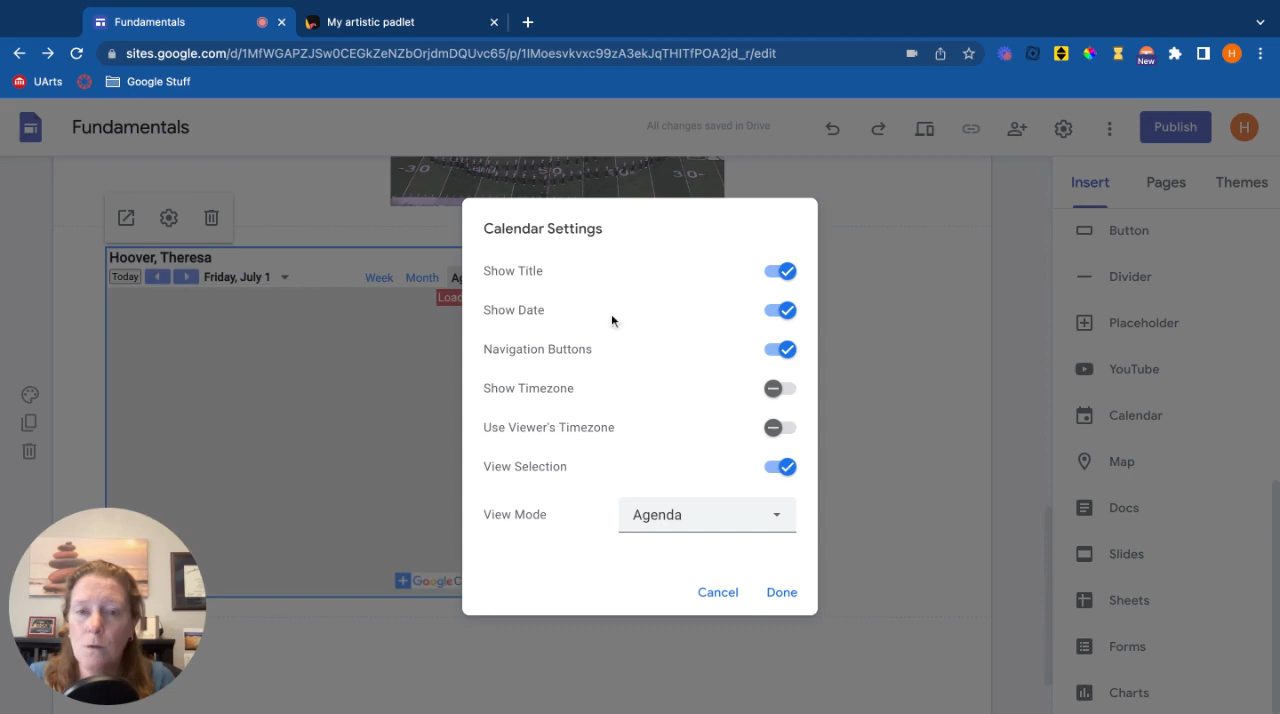 Fundamentals
My artistic padlet
sites.google.com/d/1MfWGAPZJSw0CEGkZeNZbOrjdmDQUvc65/p/1IMoesvkvxc99zA3ekJqTHITfPOA2jd_r/edit
New
H
UArts
Google Stuff
Fundamentals
All changes saved in Drive
Publish
H
Insert
Pages
Themes
Hoover, Theresa
Today
Friday, July 1
Week
Month
Ag
Load
Google C
Calendar Settings
Show Title
Show Date
Navigation Buttons
Show Timezone
Use Viewer's Timezone
View Selection
View Mode
Agenda
Cancel
Done
Button
Divider
Placeholder
YouTube
Calendar
Map
Docs
Slides
Sheets
Forms
Charts